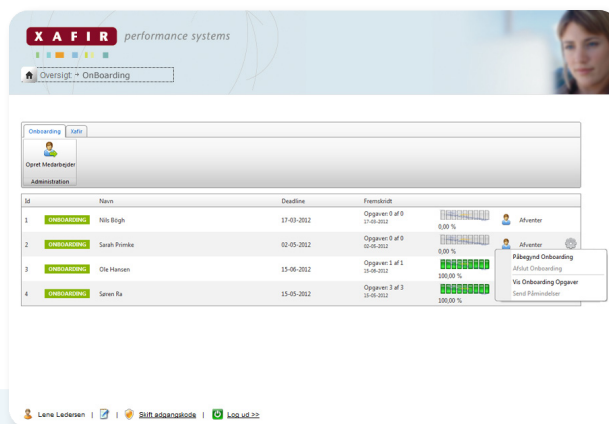 XAFIR performance systems
Oversigt: → OnBoarding
Onboarding Xafir
Opret Medarbejder
Administration
Id Navn Deadline Fremskridt
1 ONBOARDING Nils Bögh 17-03-2012 Opgaver: 0 af 0 Afventer
17-03-2012
0,00 %
2 ONBOARDING Sarah Primke 02-05-2012 Opgaver: 0 af 0 Afventer
02-05-2012
0,00 %
Påbegynd Onboarding
Afslut Onboarding
Vis Onboarding Opgaver
Send Påmindelser
3 ONBOARDING Ole Hansen 15-06-2012 Opgaver: 1 af 1
15-06-2012
100,00 %
4 ONBOARDING Søren Ra 15-05-2012 Opgaver: 3 af 3
15-05-2012
100,00 %
Lene Ledersen | | Skift adgangskode | Log ud >>